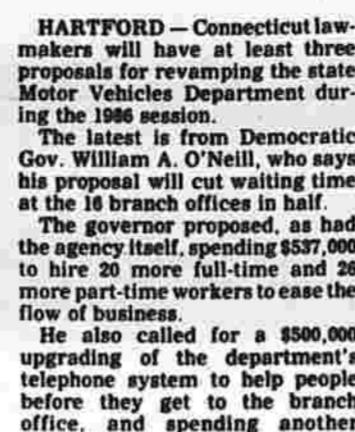 HARTFORD — Connecticut law-
makers will have at least three
proposals for revamping the state
Motor Vehicles Department dur-
ing the 1986 session.
The latest is from Democratic
Gov. William A. O'Neill, who says
his proposal will cut waiting time
at the 16 branch offices in half.
The governor proposed, as had
the agency itself, spending $537,000
to hire 20 more full-time and 26
more part-time workers to ease the
flow of business.
He also called for a $500,000
upgrading of the department's
telephone system to help people
before they get to the branch
office, and spending another